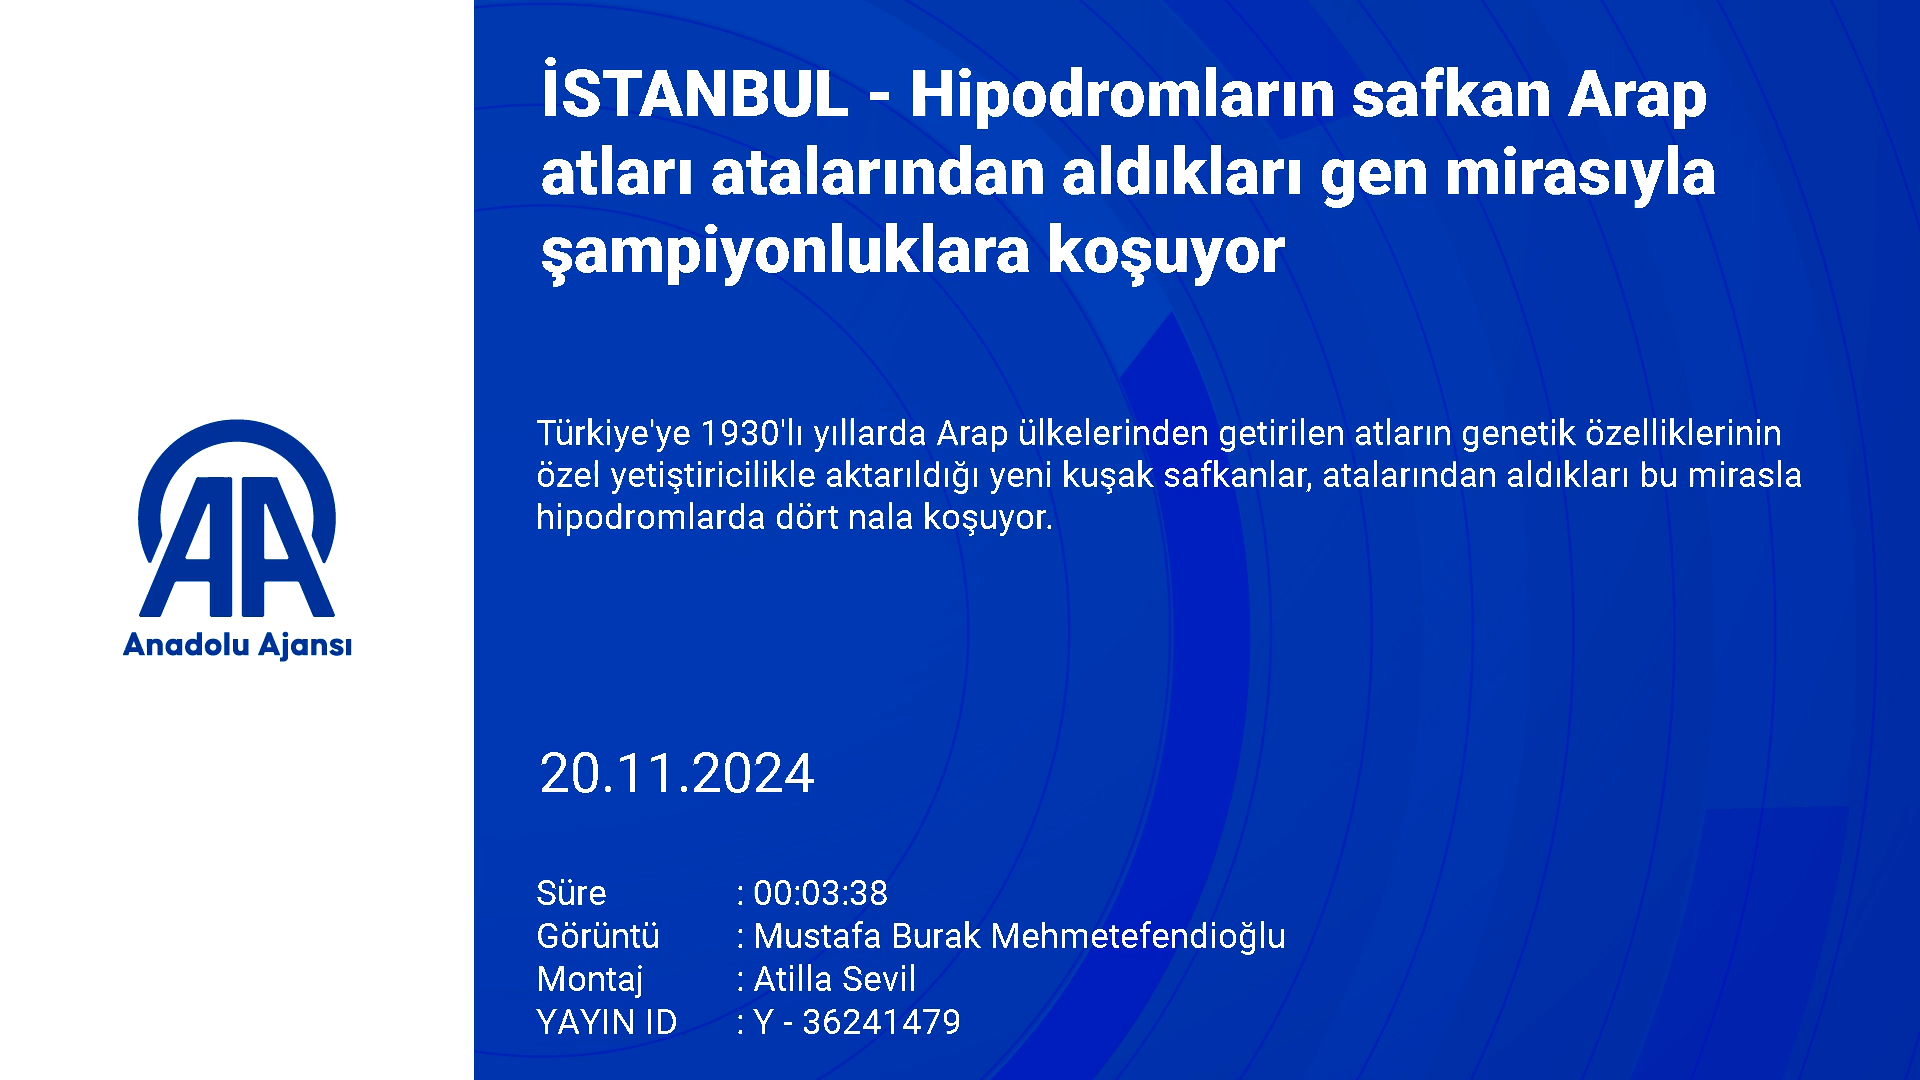 İSTANBUL - Hipodromların safkan Arap
atları atalarından aldıkları gen mirasıyla
şampiyonluklara koşuyor
Türkiye'ye 1930'lı yıllarda Arap ülkelerinden getirilen atların genetik özelliklerinin
özel yetiştiricilikle aktarıldığı yeni kuşak safkanlar, atalarından aldıkları bu mirasla
hipodromlarda dört nala koşuyor.
AA
Anadolu Ajansı
20.11.2024
Süre : 00:03:38
Görüntü : Mustafa Burak Mehmetefendioğlu
Montaj : Atilla Sevil
YAYIN ID : Y - 36241479